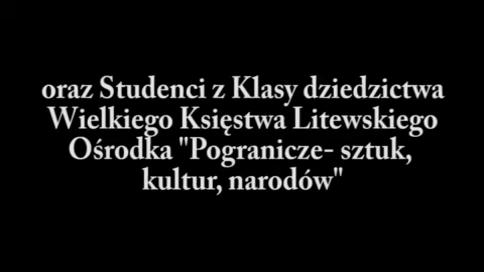 oraz Studenci z Klasy dziedzictwa
Wielkiego Księstwa Litewskiego
Ośrodka "Pogranicze- sztuk,
kultur, narodów"